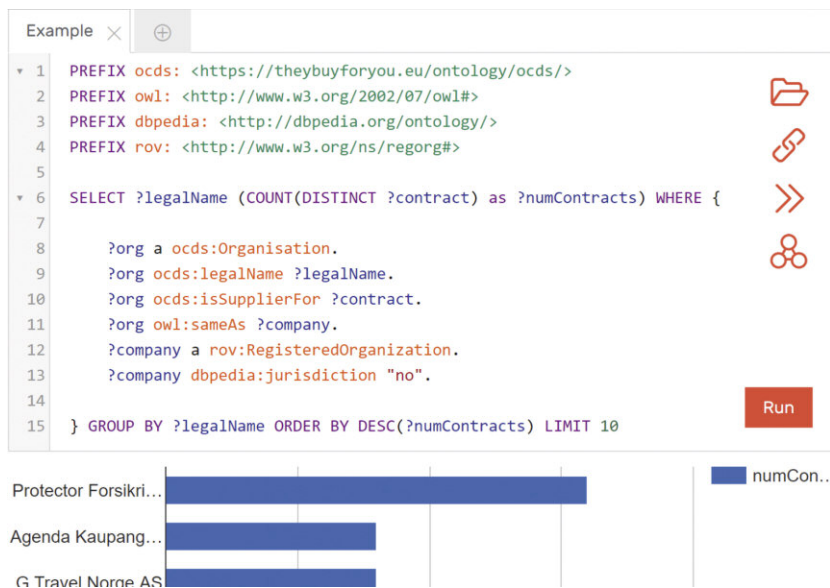 Example
1 PREFIX ocds: <https://theybuyforyou.eu/ontology/ocds/>
2 PREFIX owl: <http://www.w3.org/2002/07/owl#>
3 PREFIX dbpedia: <http://dbpedia.org/ontology/>
4 PREFIX rov: <http://www.w3.org/ns/regorg#>
5
6 SELECT ?legalName (COUNT(DISTINCT ?contract) as ?numContracts) WHERE {
7
8 ?org a ocds:Organisation.
9 ?org ocds:legalName ?legalName.
10 ?org ocds:isSupplierFor ?contract.
11 ?org owl:sameAs ?company.
12 ?company a rov:RegisteredOrganization.
13 ?company dbpedia:jurisdiction "no".
14
Run
15 } GROUP BY ?legalName ORDER BY DESC(?numContracts) LIMIT 10
numCon…
Protector Forsikri…
Agenda Kaupang…
G Travel Norge AS